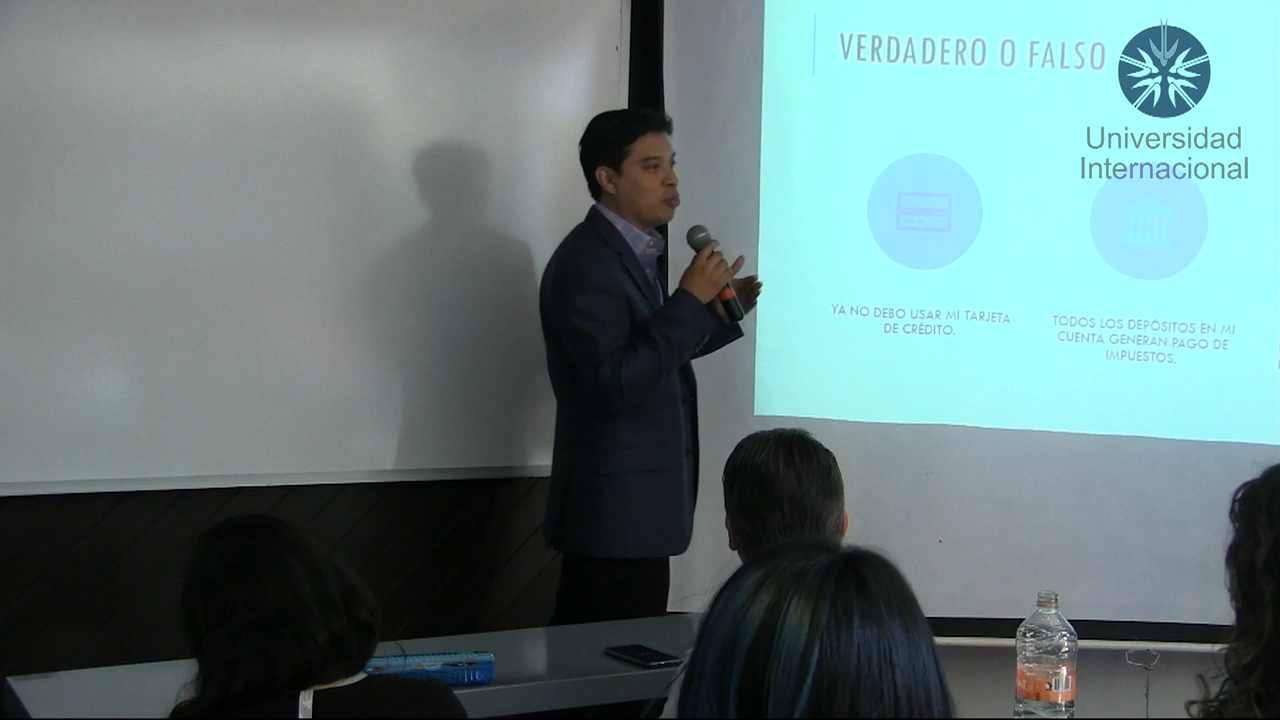 VERDADERO O FALSO
Universidad
Internacional
YA NO DEBO USAR MI TARJETA
DE CRÉDITO.
TODOS LOS DEPÓSITOS EN MI
CUENTA GENERAN PAGO DE
IMPUESTOS.